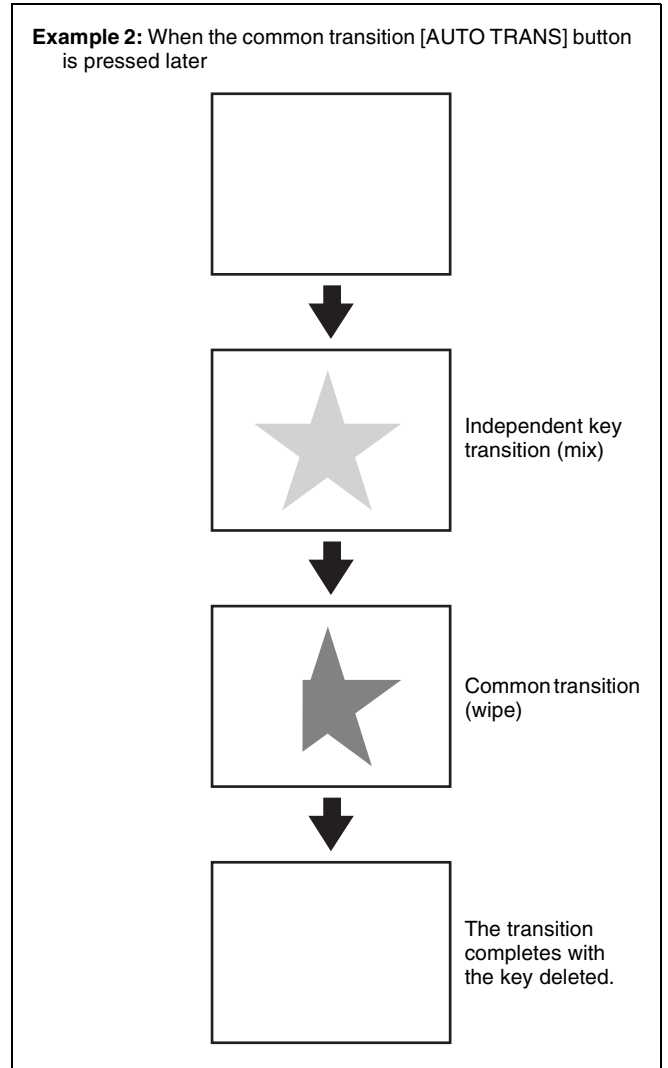 Example 2: When the common transition [AUTO TRANS] button
is pressed later
Independent key
transition (mix)
Common transition
(wipe)
The transition
completes with
the key deleted.